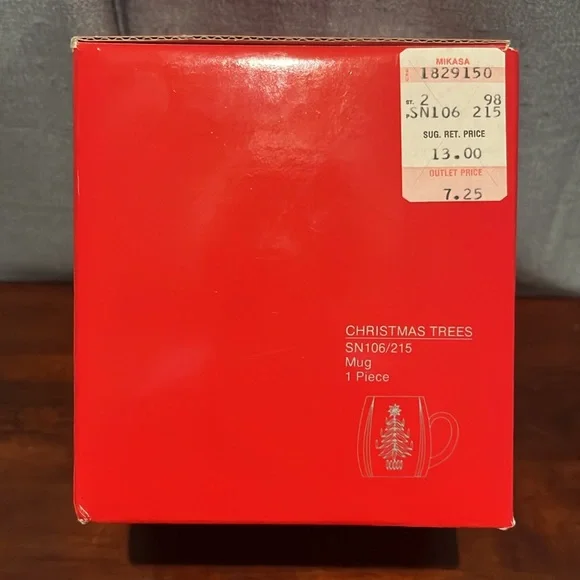 MIKASA
1829150
ST. 2 98
SN106 215
SUG. RET. PRICE
13.00
OUTLET PRICE
7.25
CHRISTMAS TREES
SN106/215
Mug
1 Piece